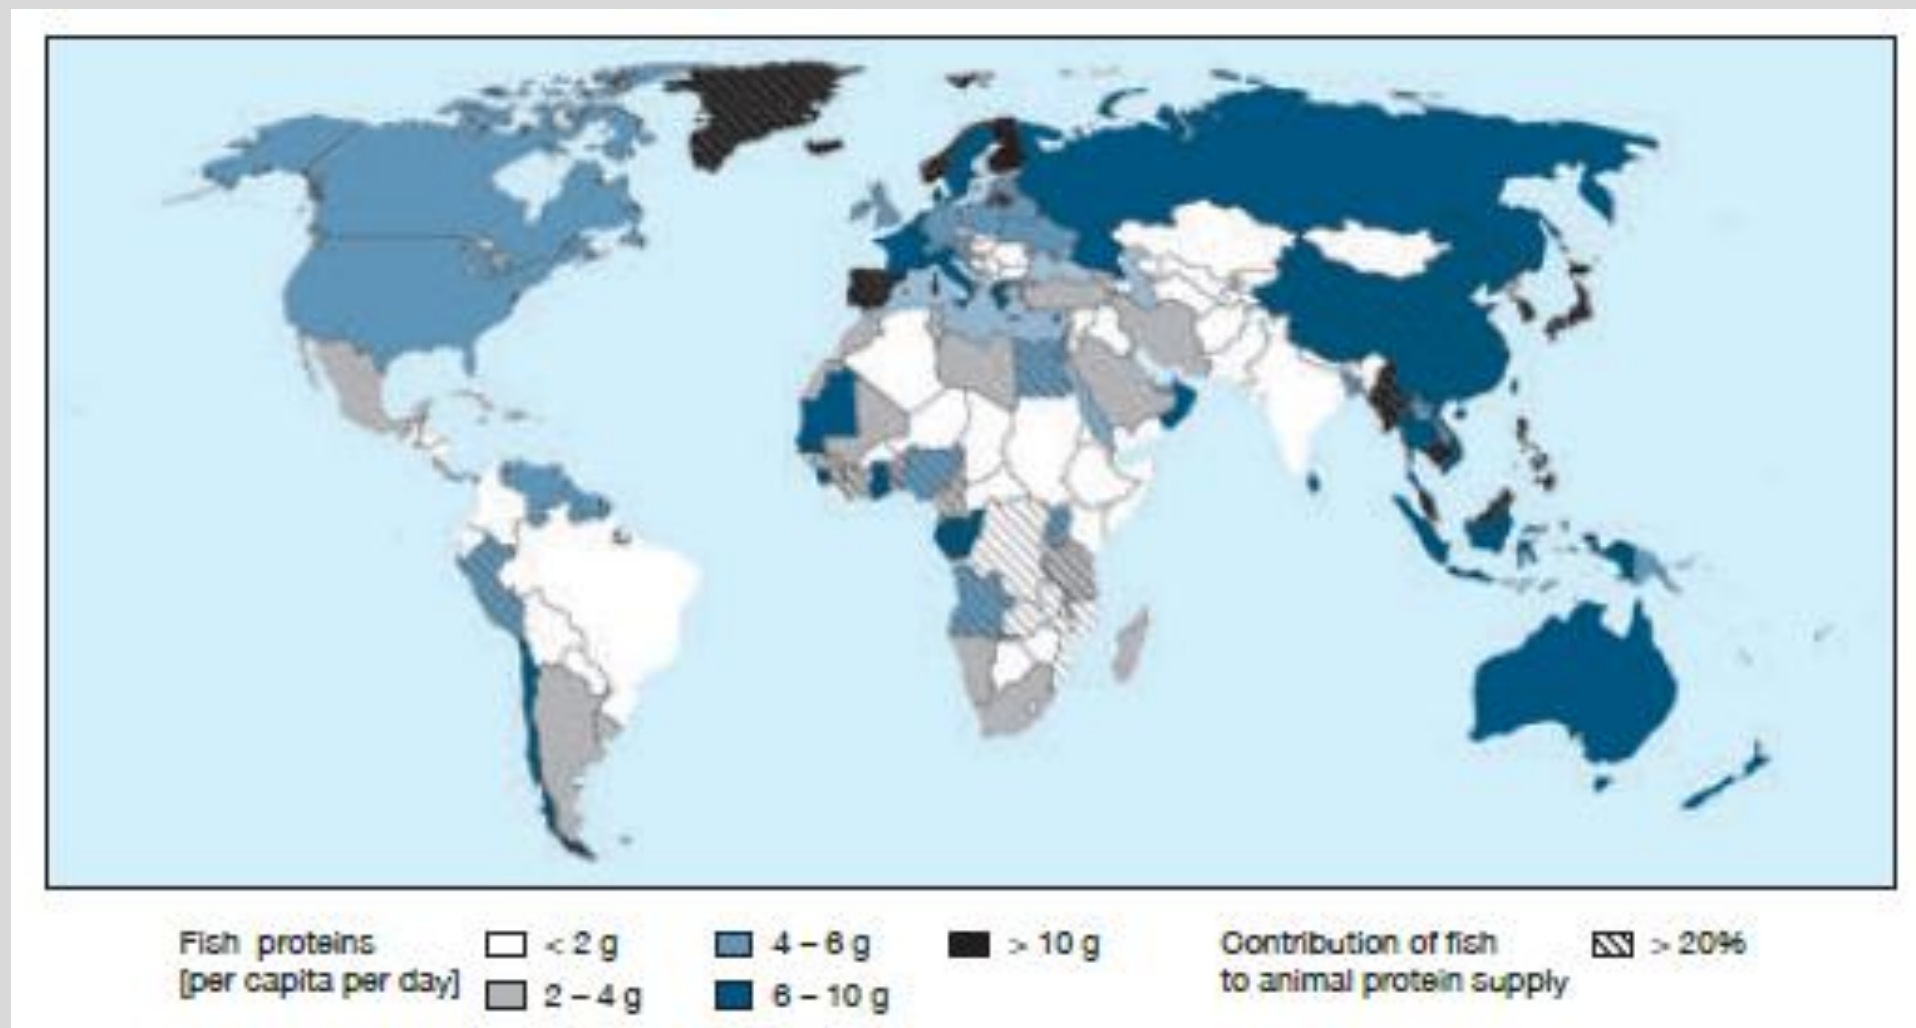 Fish proteins
[per capita per day]
< 2 g
2 – 4 g
4 – 6 g
6 – 10 g
> 10 g
Contribution of fish
to animal protein supply
> 20%